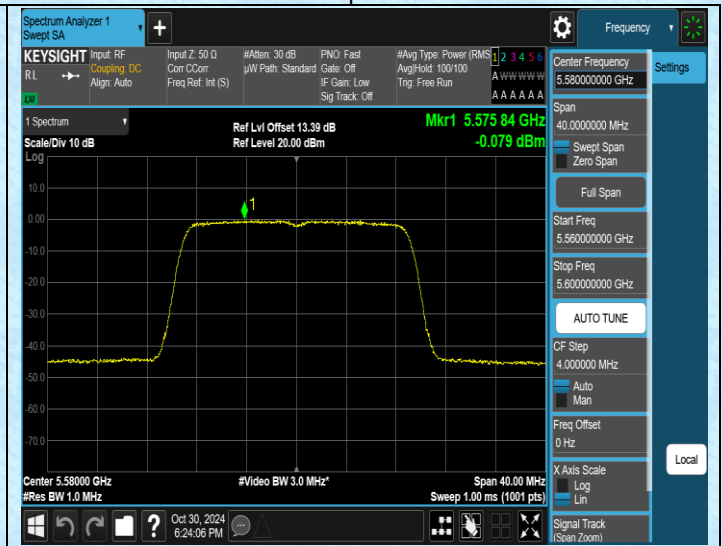 Spectrum Analyzer 1
Swept SA
+
Frequency
KEYSIGHT
RL
LXI
Input: RF
Coupling: DC
Align: Auto
Input Z: 50 Ω
Corr CCorr
Freq Ref: Int (S)
#Atten: 30 dB
µW Path: Standard
PNO: Fast
Gate: Off
IF Gain: Low
Sig Track: Off
#Avg Type: Power (RMS
Avg|Hold: 100/100
Trig: Free Run
1 2 3 4 5 6
A W W W W W
A A A A A A
1 Spectrum
Scale/Div 10 dB
Log
Ref Lvl Offset 13.39 dB
Ref Level 20.00 dBm
Mkr1 5.575 84 GHz
-0.079 dBm
1
10.0
0.00
-10.0
-20.0
-30.0
-40.0
-50.0
-60.0
-70.0
Center 5.58000 GHz
#Res BW 1.0 MHz
#Video BW 3.0 MHz*
Span 40.00 MHz
Sweep 1.00 ms (1001 pts)
?
Oct 30, 2024
6:24:06 PM
Center Frequency
5.580000000 GHz
Span
40.0000000 MHz
Swept Span
Zero Span
Full Span
Start Freq
5.560000000 GHz
Stop Freq
5.600000000 GHz
AUTO TUNE
CF Step
4.000000 MHz
Auto
Man
Freq Offset
0 Hz
X Axis Scale
Log
Lin
Signal Track
(Span Zoom)
Settings
Local